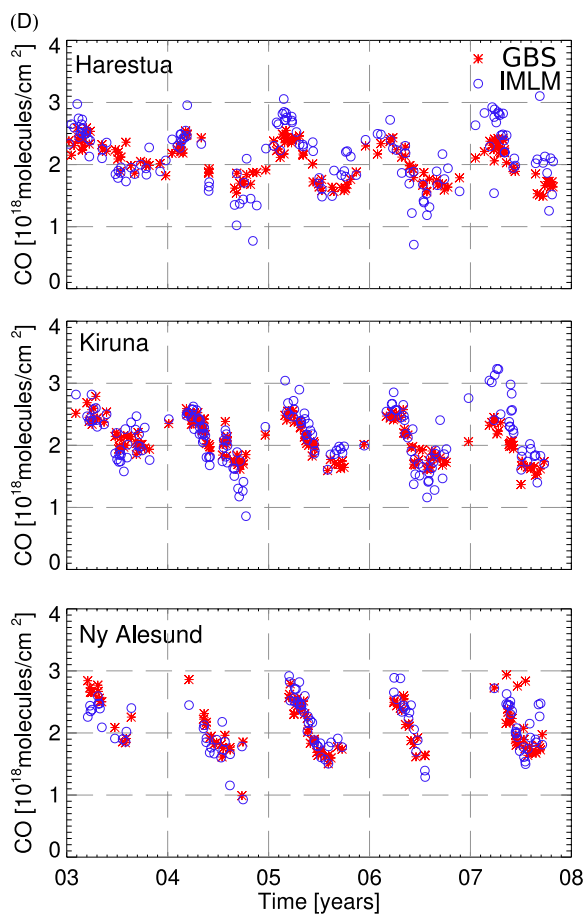 (D)
Harestua
GBS
IMLM
CO [10^18 molecules/cm^2]
4
3
2
1
0
Kiruna
CO [10^18 molecules/cm^2]
4
3
2
1
0
Ny Alesund
CO [10^18 molecules/cm^2]
4
3
2
1
0
03 04 05 06 07 08
Time [years]